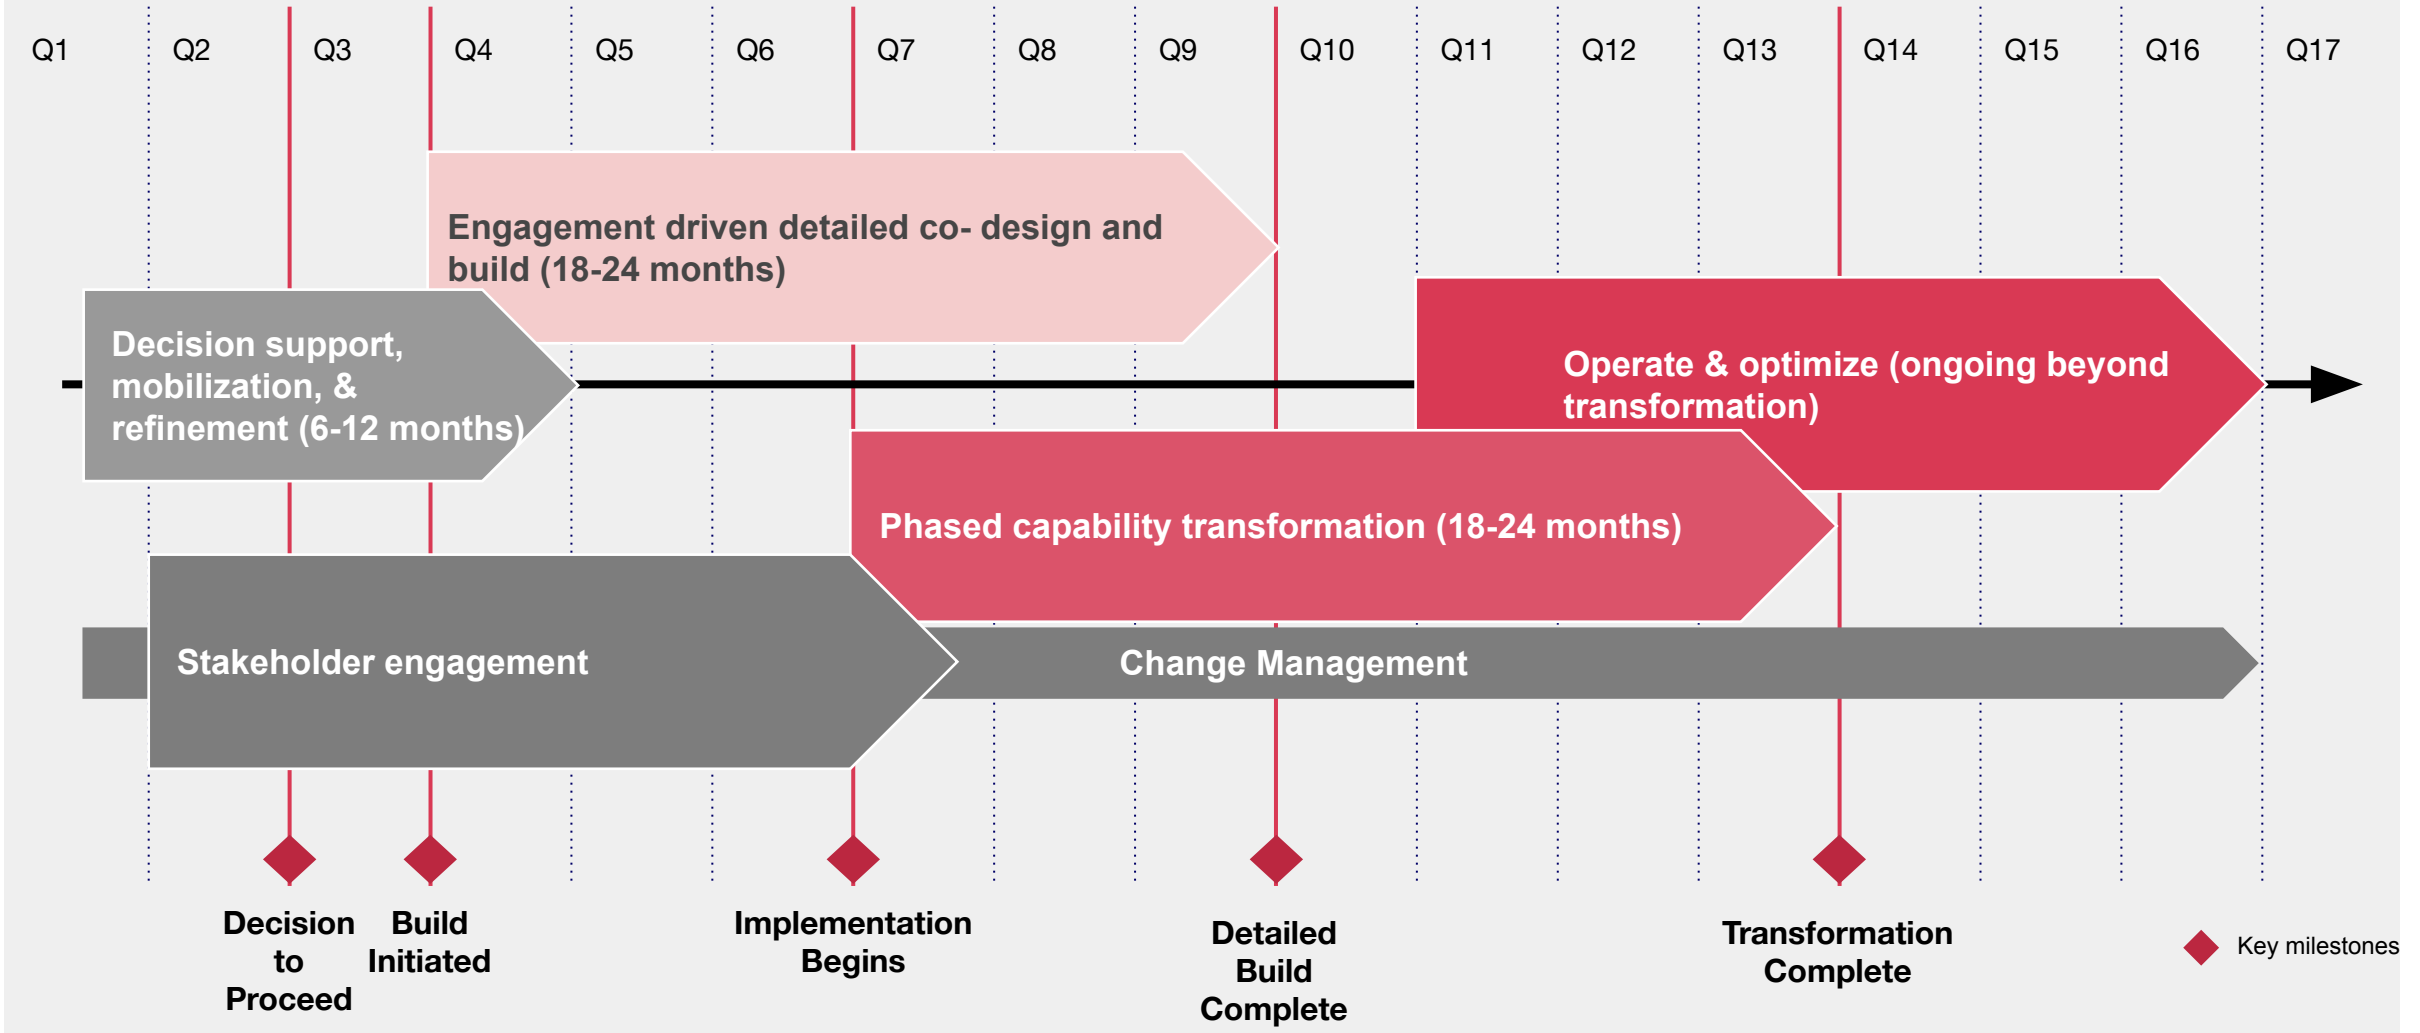 Q1 Q2 Q3 Q4 Q5 Q6 Q7 Q8 Q9 Q10 Q11 Q12 Q13 Q14 Q15 Q16 Q17
Engagement driven detailed co- design and
build (18-24 months)
Decision support,
mobilization, &
refinement (6-12 months)
Operate & optimize (ongoing beyond
transformation)
Phased capability transformation (18-24 months)
Stakeholder engagement
Change Management
Decision
to
Proceed
Build
Initiated
Implementation
Begins
Detailed
Build
Complete
Transformation
Complete
Key milestones